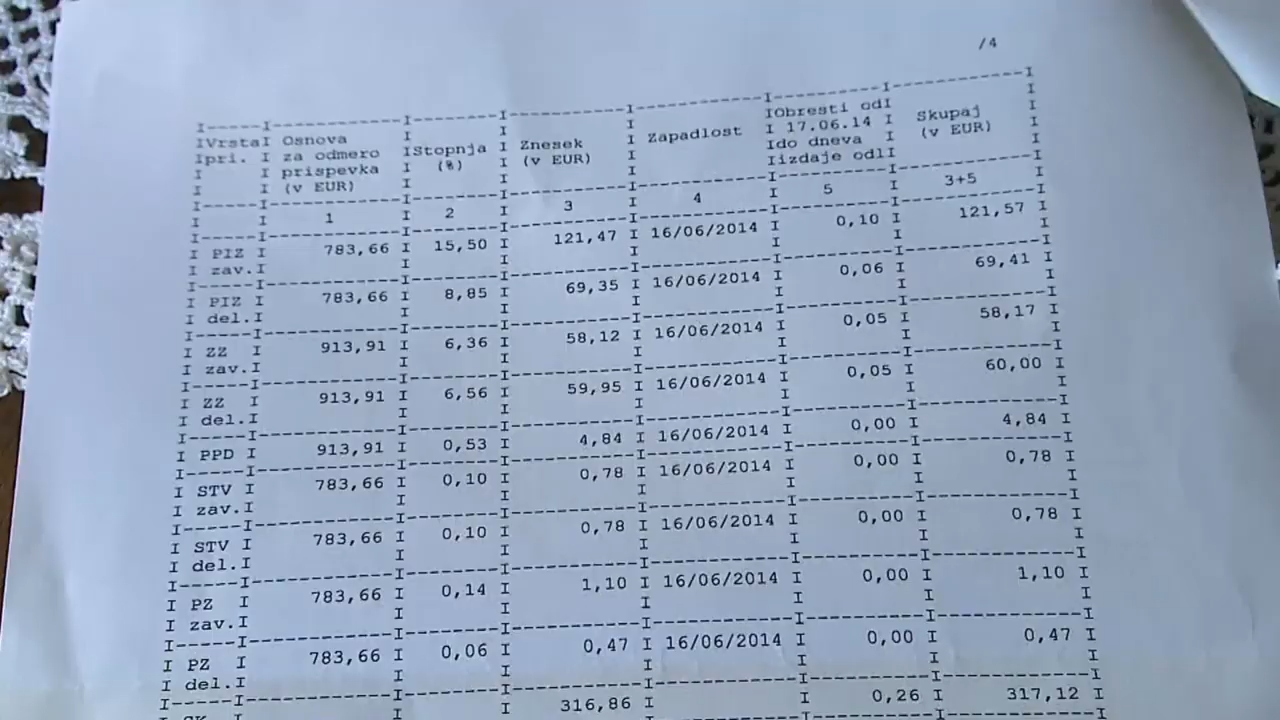 /4
Vrsta pri. Osnova za odmero prispevka (v EUR) Stopnja (%) Znesek (v EUR) Zapadlost Obresti od 17.06.14 do dneva izdaje odl Skupaj (v EUR)
1 2 3 4 5 3+5
PIZ zav. 783,66 15,50 121,47 16/06/2014 0,10 121,57
PIZ del. 783,66 8,85 69,35 16/06/2014 0,06 69,41
ZZ zav. 913,91 6,36 58,12 16/06/2014 0,05 58,17
ZZ del. 913,91 6,56 59,95 16/06/2014 0,05 60,00
PPD 913,91 0,53 4,84 16/06/2014 0,00 4,84
STV zav. 783,66 0,10 0,78 16/06/2014 0,00 0,78
STV del. 783,66 0,10 0,78 16/06/2014 0,00 0,78
PZ zav. 783,66 0,14 1,10 16/06/2014 0,00 1,10
PZ del. 783,66 0,06 0,47 16/06/2014 0,00 0,47
316,86 0,26 317,12